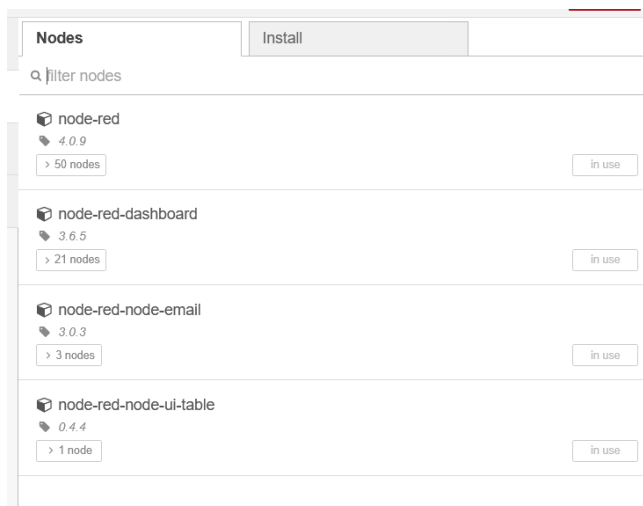 Nodes
Install
filter nodes
node-red
4.0.9
> 50 nodes
in use
node-red-dashboard
3.6.5
> 21 nodes
in use
node-red-node-email
3.0.3
> 3 nodes
in use
node-red-node-ui-table
0.4.4
> 1 node
in use